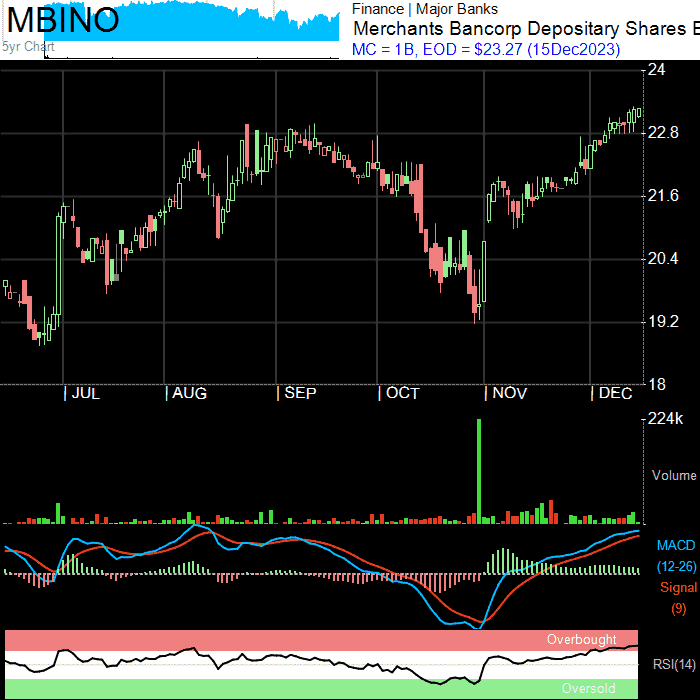 MBINO
5yr Chart
Finance | Major Banks
Merchants Bancorp Depositary Shares E
MC = 1B, EOD = $23.27 (15Dec2023)
24
22.8
21.6
20.4
19.2
18
| JUL | AUG | SEP | OCT | NOV | DEC
224k
Volume
MACD
(12-26)
Signal
(9)
Overbought
RSI(14)
Oversold